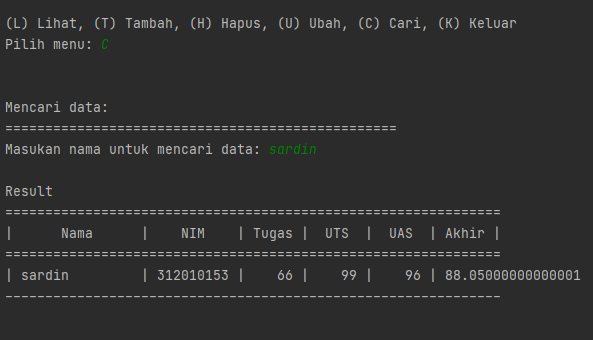 (L) Lihat, (T) Tambah, (H) Hapus, (U) Ubah, (C) Cari, (K) Keluar
Pilih menu: C
Mencari data:
=================================================
Masukan nama untuk mencari data: sardin
Result
==============================================================
|      Nama      |    NIM    | Tugas |  UTS  |  UAS  | Akhir |
==============================================================
| sardin         | 312010153 |    66 |    99 |    96 | 88.05000000000001
--------------------------------------------------------------